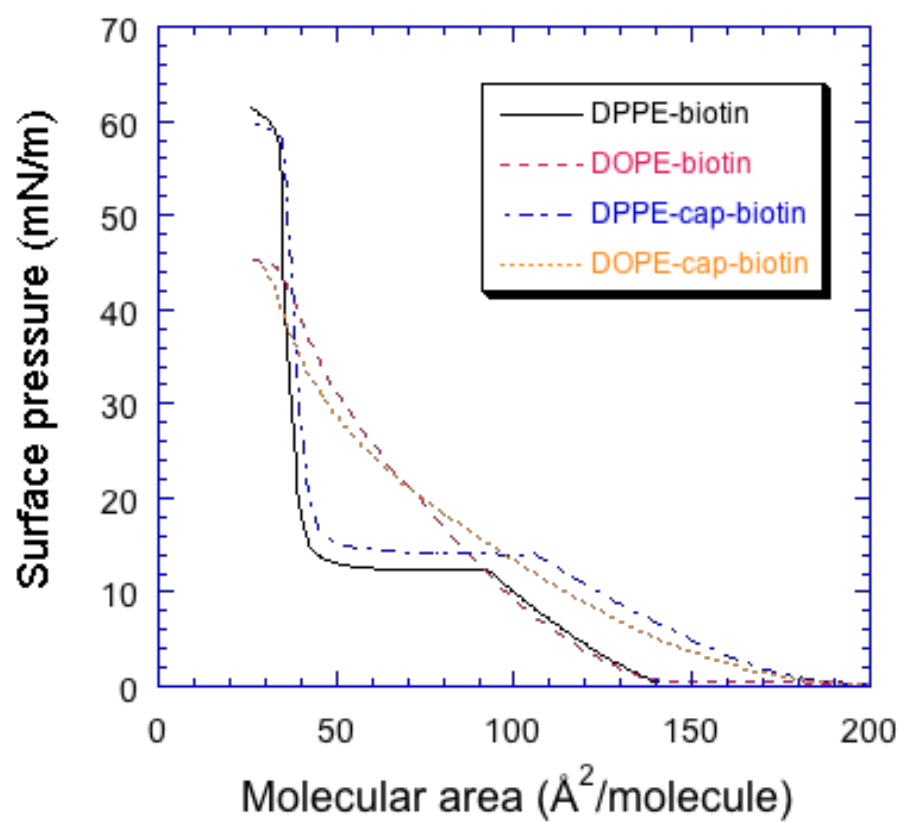 70
60
50
40
30
20
10
0
Surface pressure (mN/m)
DPPE-biotin
DOPE-biotin
DPPE-cap-biotin
DOPE-cap-biotin
0 50 100 150 200
Molecular area (Å²/molecule)